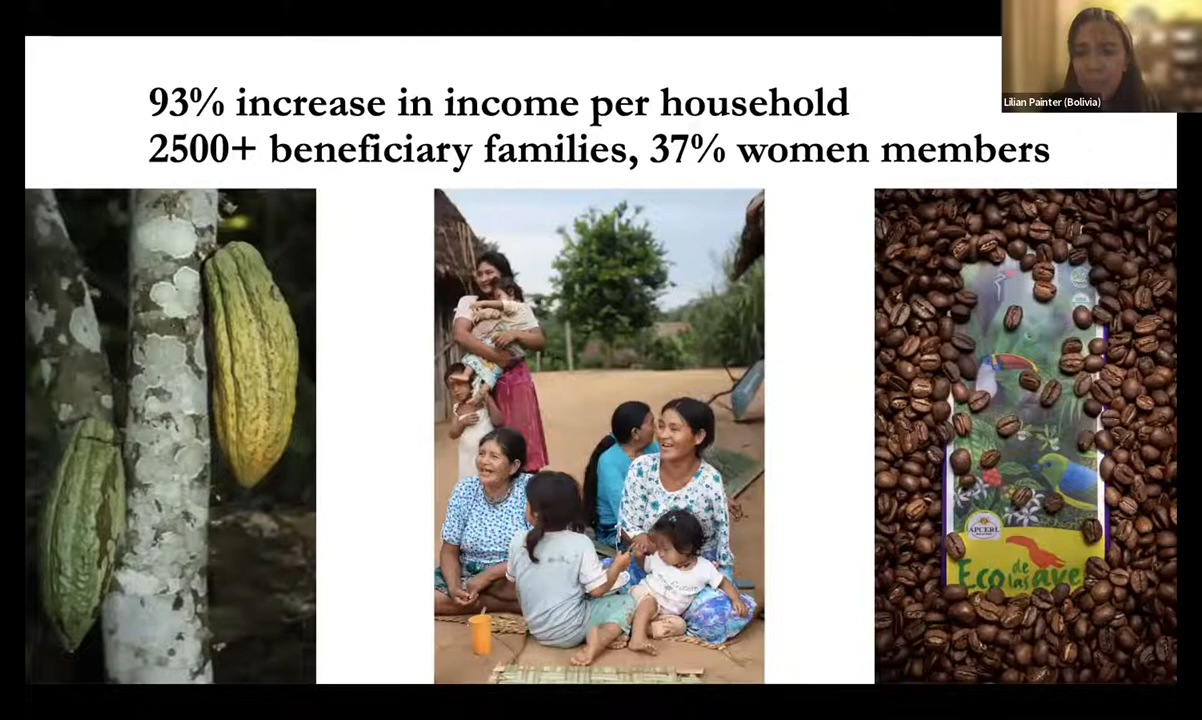 93% increase in income per household
2500+ beneficiary families, 37% women members
Lilian Painter (Bolivia)
APCERL
Eco de las ave